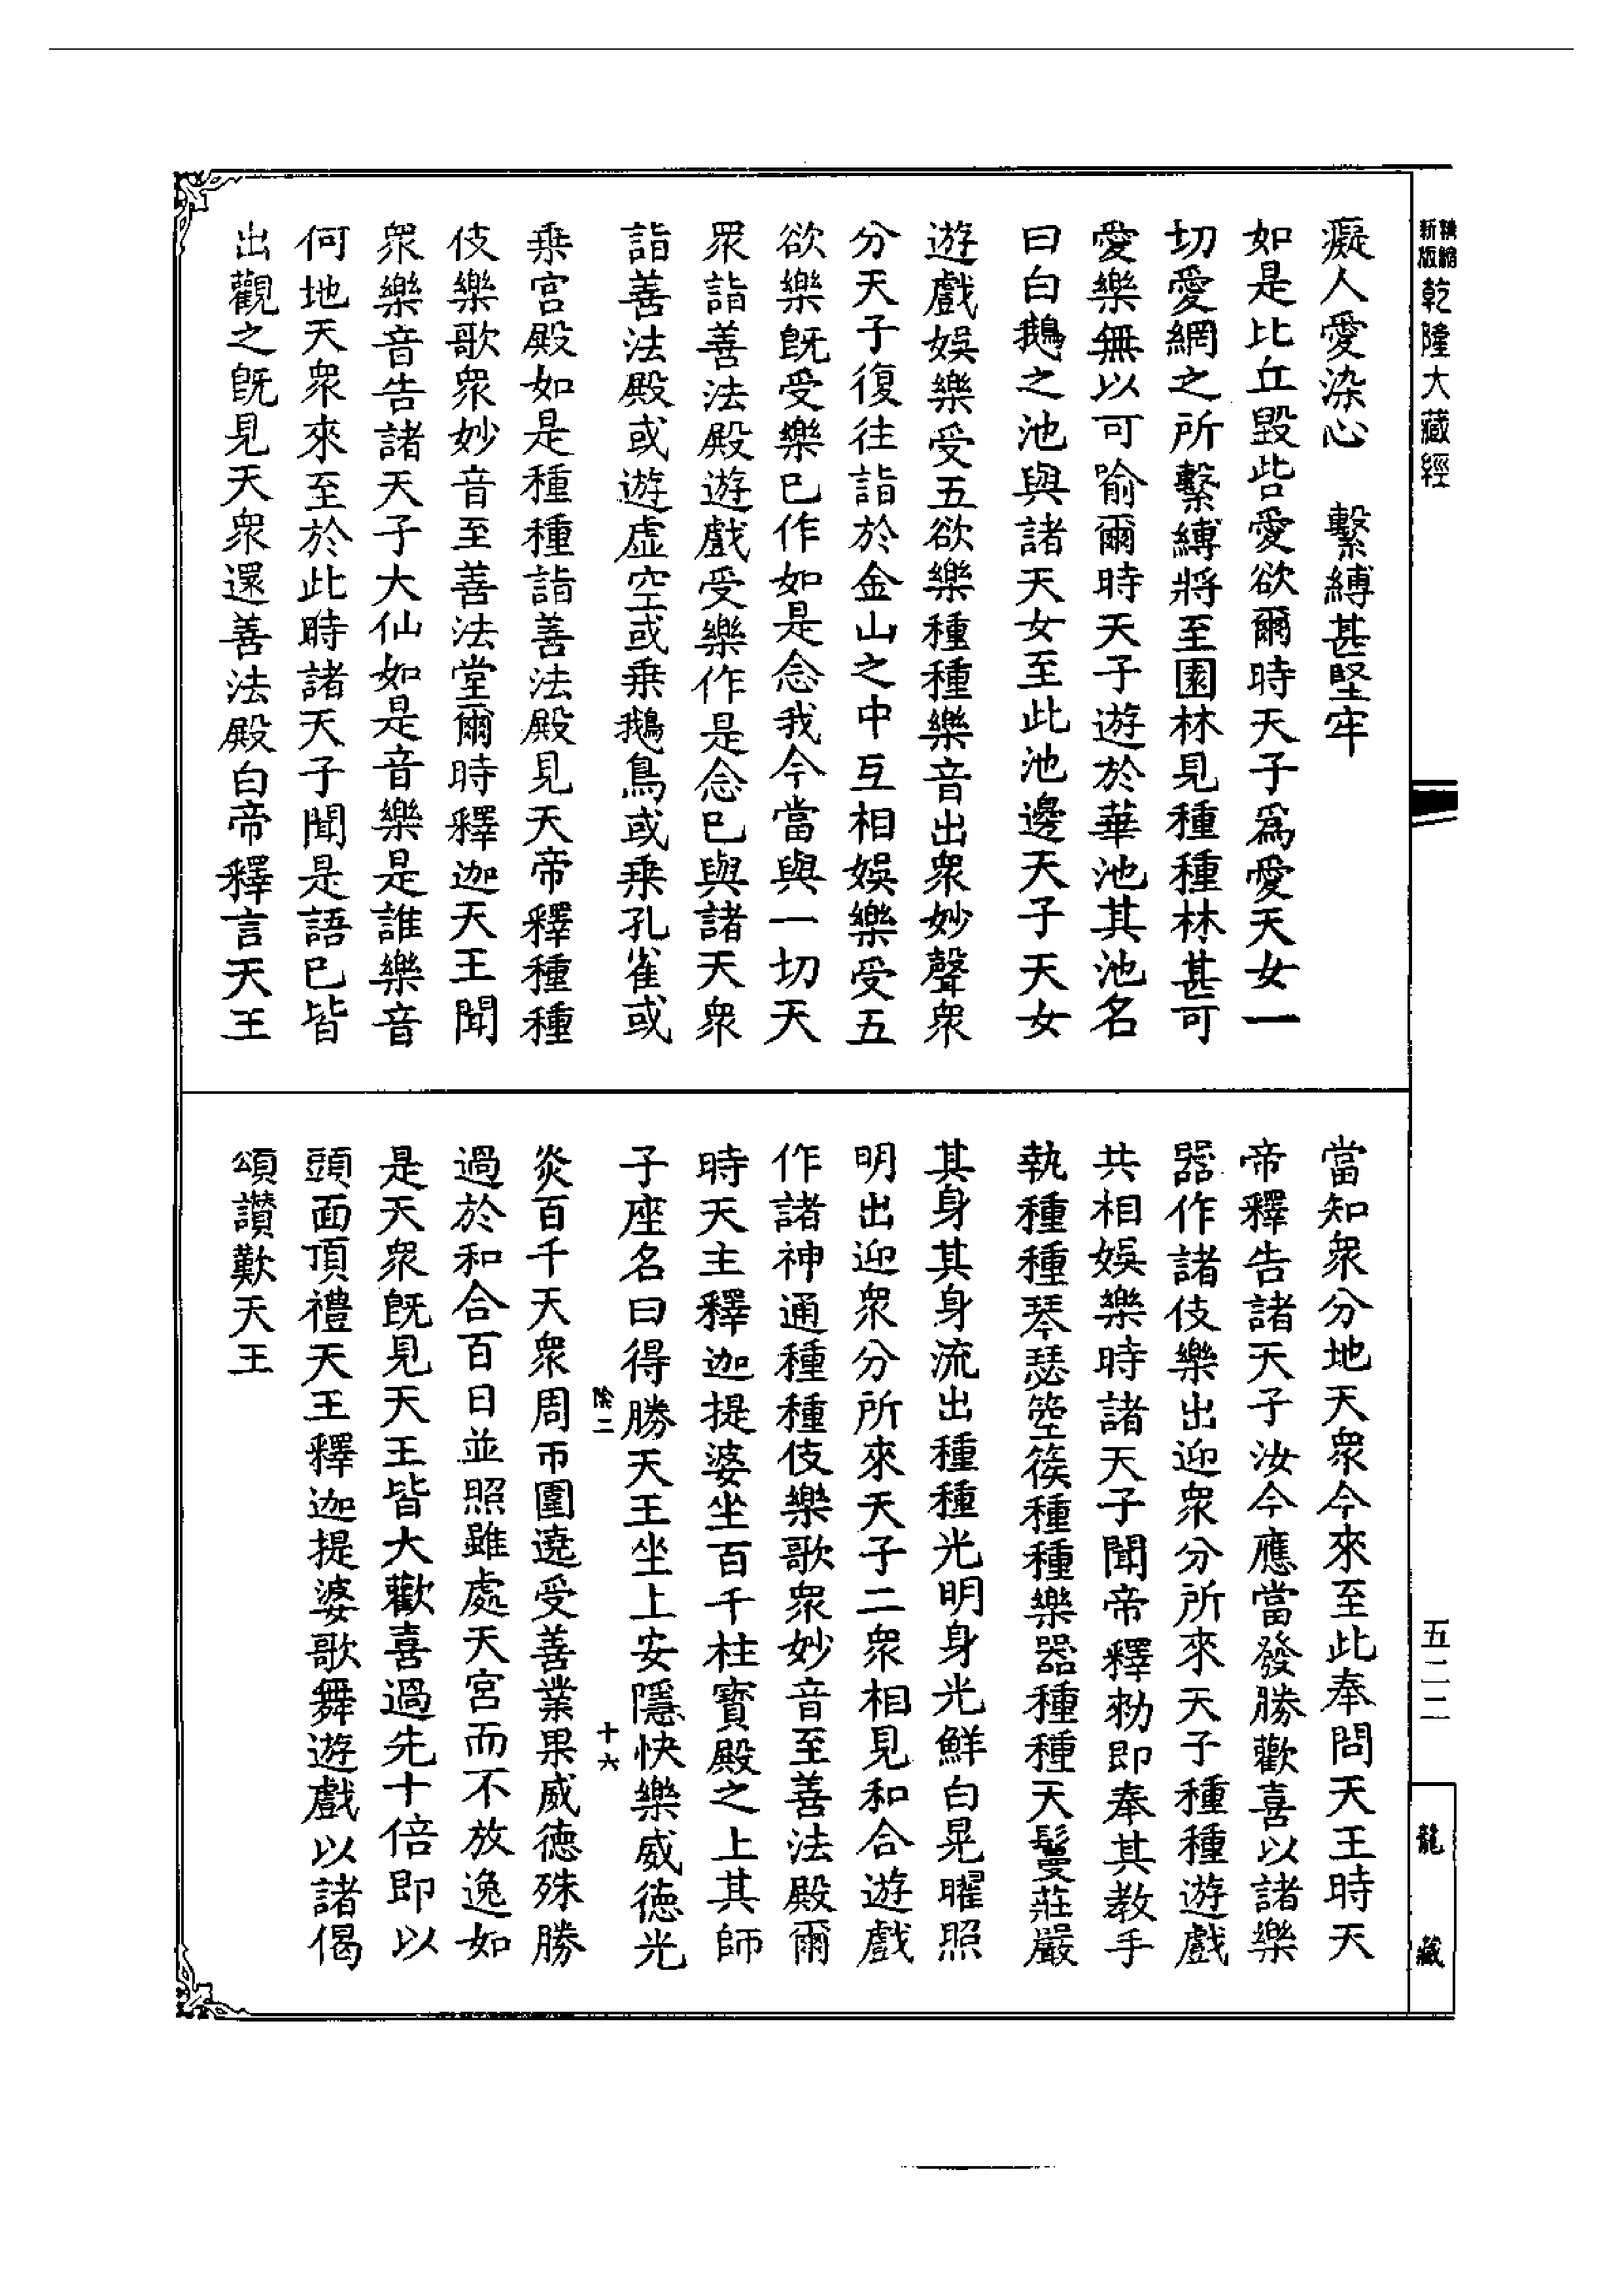 精縮新版乾隆大藏經
五二二
龍藏
癡人愛染心　繫縛甚堅牢
如是比丘毀呰愛欲爾時天子爲愛天女一
切愛網之所繫縛將至園林見種種林甚可
愛樂無以可喻爾時天子遊於華池其池名
曰白鵝之池與諸天女至此池邊天子天女
遊戲娛樂受五欲樂種種樂音出衆妙聲衆
分天子復往詣於金山之中互相娛樂受五
欲樂旣受樂已作如是念我今當與一切天
眾詣善法殿遊戲受樂作是念已與諸天衆
詣善法殿或遊虛空或乗鵝鳥或乗孔雀或
乗宮殿如是種種詣善法殿見天帝釋種種
伎樂歌衆妙音至善法堂爾時釋迦天王聞
衆樂音告諸天子大仙如是音樂是誰樂音
何地天衆來至於此時諸天子聞是語已皆
出觀之旣見天衆還善法殿白帝釋言天王
當知衆分地天衆今來至此奉問天王時天
帝釋告諸天子汝今應當發勝歡喜以諸樂
器作諸伎樂出迎衆分所來天子種種遊戲
共相娛樂時諸天子聞帝釋勑即奉其教手
執種種琴瑟箜篌種種樂器種種天鬘莊嚴
其身其身流出種種光明身光鮮白晃曜照
明出迎衆分所來天子二衆相見和合遊戲
作諸神通種種伎樂歌眾妙音至善法殿爾
時天主釋迦提婆坐百千柱寳殿之上其師
子座名曰得勝天王坐上安隱快樂威德光
陰二
十六
炎百千天衆周帀圍遶受善業果威德殊勝
過於和合百日並照雖處天宮而不放逸如
是天衆旣見天王皆大歡喜過先十倍即以
頭面頂禮天王釋迦提婆歌舞遊戲以諸偈
頌讚歎天王